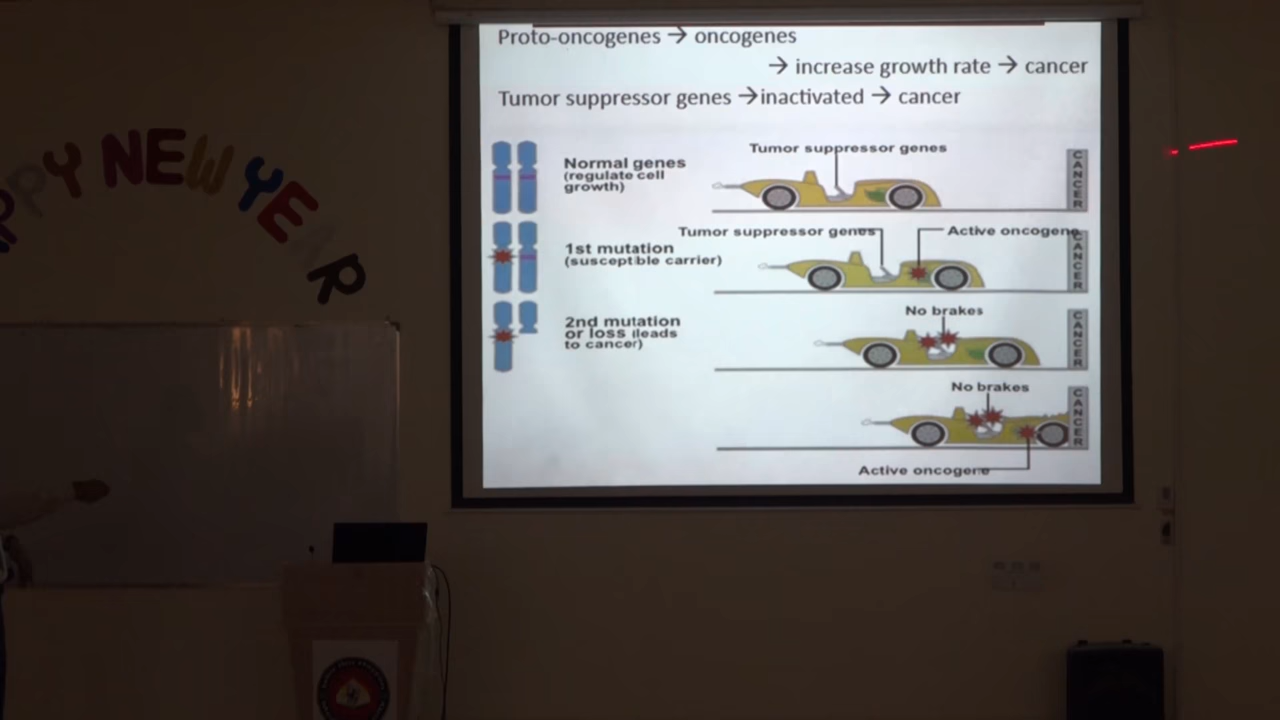 Proto-oncogenes → oncogenes
→ increase growth rate → cancer
Tumor suppressor genes →inactivated → cancer
PPY NEW YEAR
Normal genes
(regulate cell
growth)
Tumor suppressor genes
CANCER
1st mutation
(susceptible carrier)
Tumor suppressor genes
Active oncogene
CANCER
2nd mutation
or loss (leads
to cancer)
No brakes
CANCER
No brakes
CANCER
Active oncogene